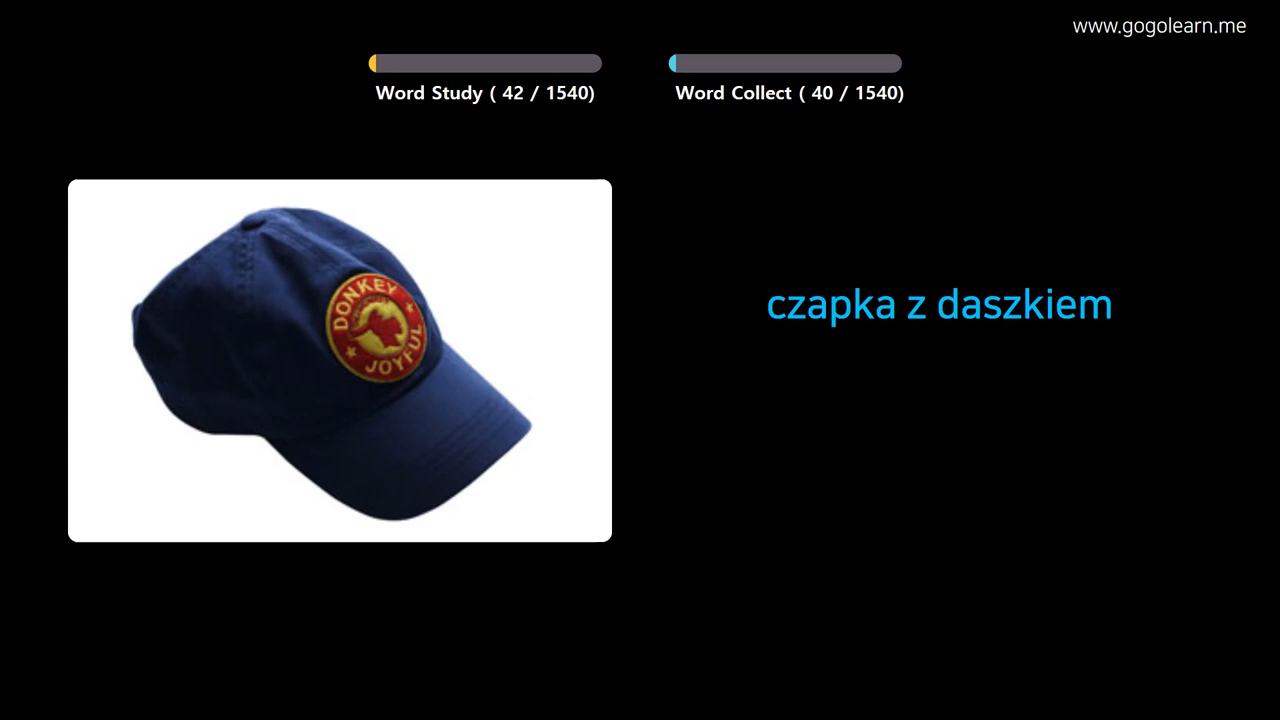 www.gogolearn.me
Word Study ( 42 / 1540)
Word Collect ( 40 / 1540)
DONKEY
JOYFUL
czapka z daszkiem